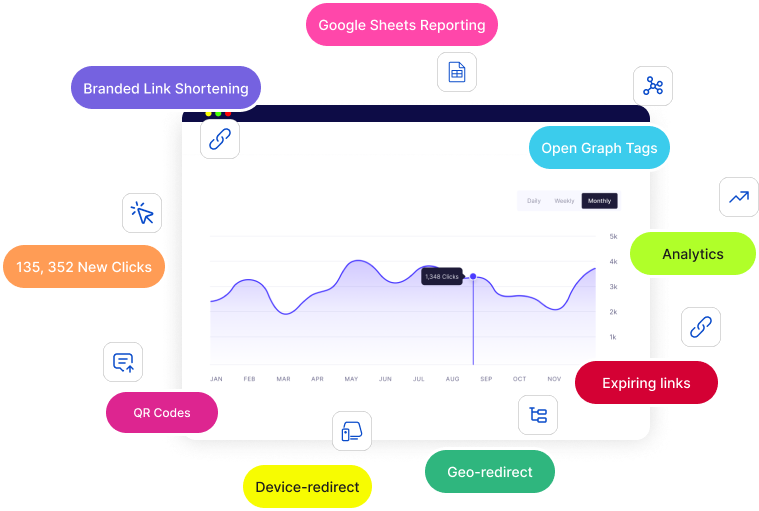 Google Sheets Reporting
Branded Link Shortening
Open Graph Tags
Daily Weekly Monthly
135, 352 New Clicks
Analytics
5k
4k
1,348 Clicks
3k
2k
1k
JAN FEB MAR APR MAY JUN JUL AUG SEP OCT NOV
Expiring links
QR Codes
Geo-redirect
Device-redirect